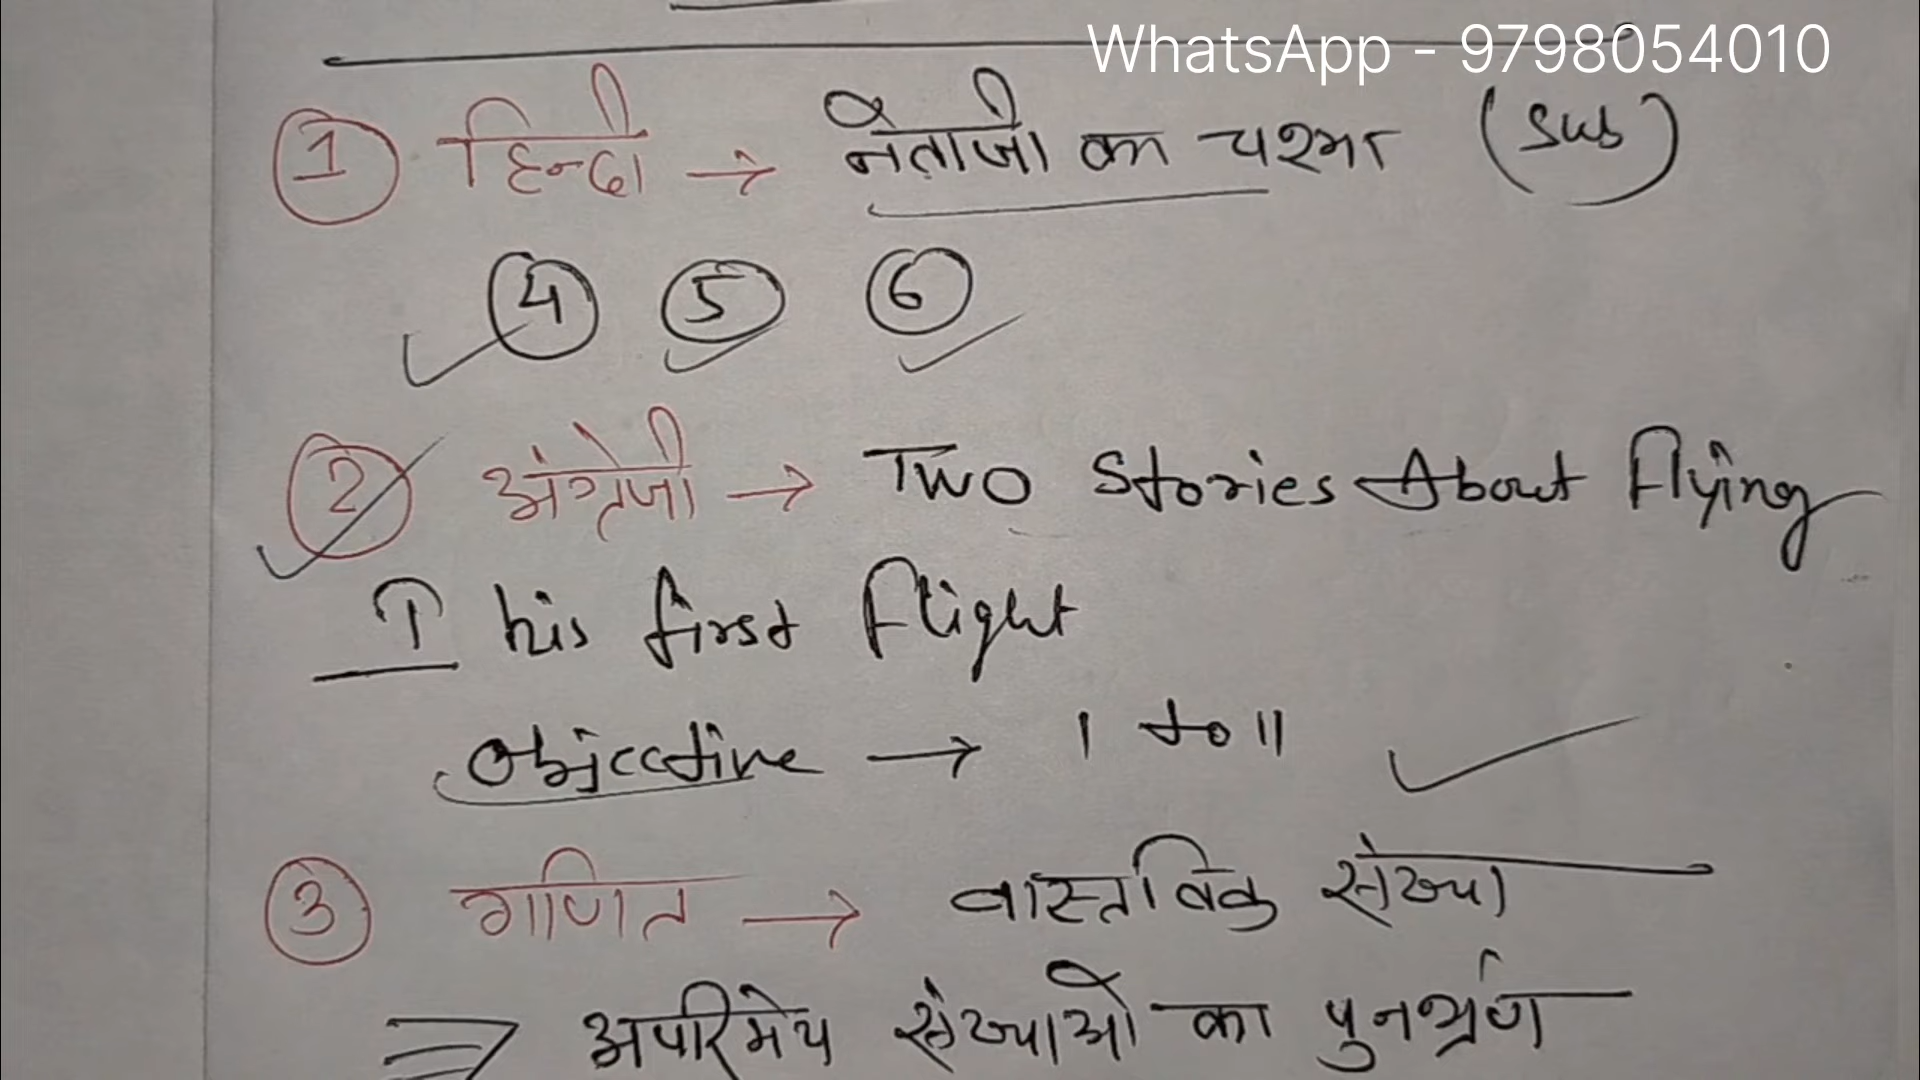 WhatsApp - 9798054010
1 हिन्दी → नेताजी का चश्मा (Sub)
4 5 6
2 अंग्रेजी → Two Stories About Flying
I his first flight
Objective → 1 to 11
3 गणित → वास्तविक संख्या
⇒ अपरिमेय संख्याओं का पुनर्भ्रण